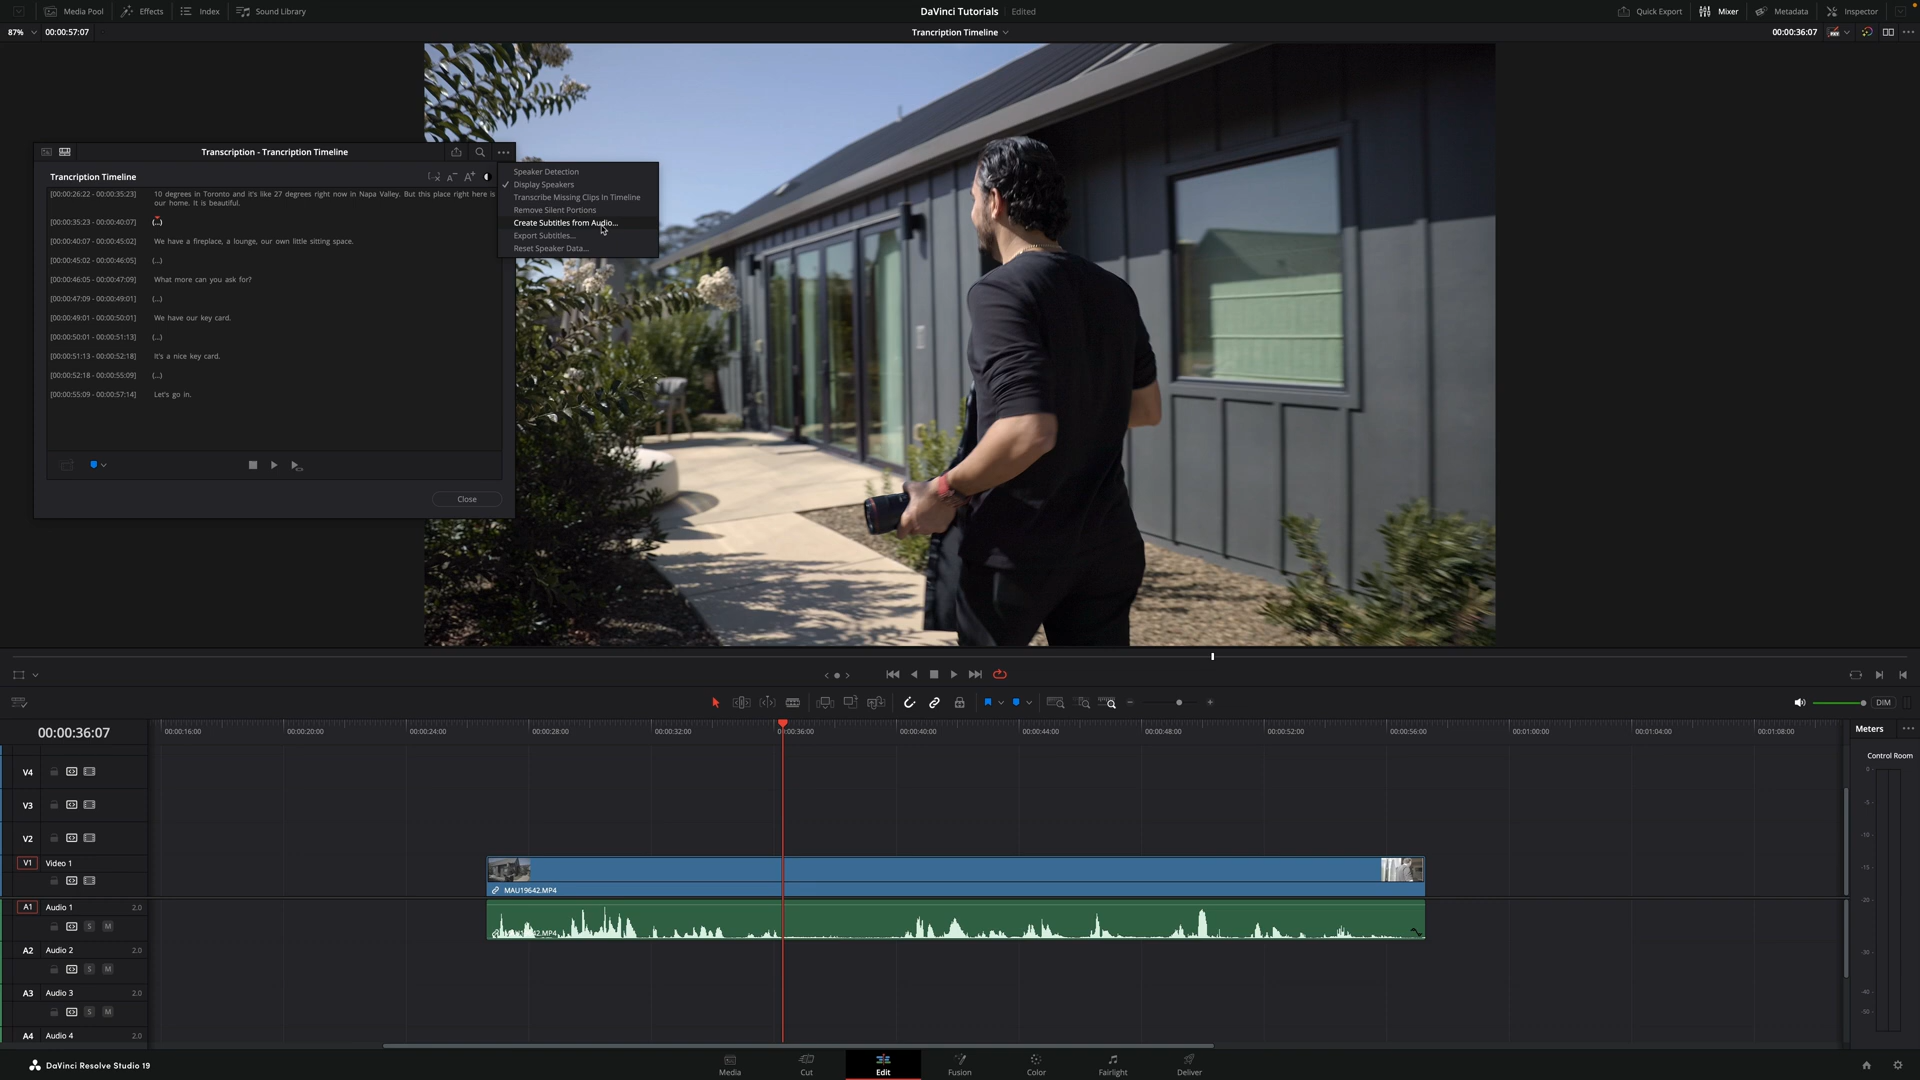 Media Pool Effects Index Sound Library DaVinci Tutorials Edited Quick Export Mixer Metadata Inspector
87% 00:00:57:07 Trancription Timeline 00:00:36:07
Transcription - Trancription Timeline
Trancription Timeline
[00:00:26:22 - 00:00:35:23] 10 degrees in Toronto and it's like 27 degrees right now in Napa Valley. But this place right here is
our home. It is beautiful.
[00:00:35:23 - 00:00:40:07] (...)
[00:00:40:07 - 00:00:45:02] We have a fireplace, a lounge, our own little sitting space.
[00:00:45:02 - 00:00:46:05] (...)
[00:00:46:05 - 00:00:47:09] What more can you ask for?
[00:00:47:09 - 00:00:49:01] (...)
[00:00:49:01 - 00:00:50:01] We have our key card.
[00:00:50:01 - 00:00:51:13] (...)
[00:00:51:13 - 00:00:52:18] It's a nice key card.
[00:00:52:18 - 00:00:55:09] (...)
[00:00:55:09 - 00:00:57:14] Let's go in.
Close
Speaker Detection
Display Speakers
Transcribe Missing Clips in Timeline
Remove Silent Portions
Create Subtitles from Audio...
Export Subtitles...
Reset Speaker Data...
DIM
00:00:36:07
00:00:16:00 00:00:20:00 00:00:24:00 00:00:28:00 00:00:32:00 00:00:36:00 00:00:40:00 00:00:44:00 00:00:48:00 00:00:52:00 00:00:56:00 00:01:00:00 00:01:04:00 00:01:08:00
Meters
Control Room
0
-5
-10
-15
-20
-30
-40
-50
V4
V3
V2
V1 Video 1
MAU19642.MP4
A1 Audio 1 2.0
S M
A2 Audio 2 2.0
S M
A3 Audio 3 2.0
S M
A4 Audio 4 2.0
DaVinci Resolve Studio 19
Media Cut Edit Fusion Color Fairlight Deliver